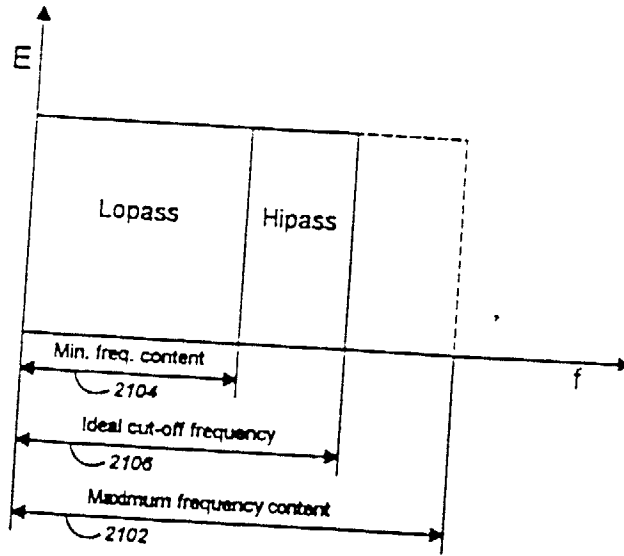 E
Lopass
Hipass
f
Min. freq. content
2104
Ideal cut-off frequency
2106
Maximum frequency content
2102